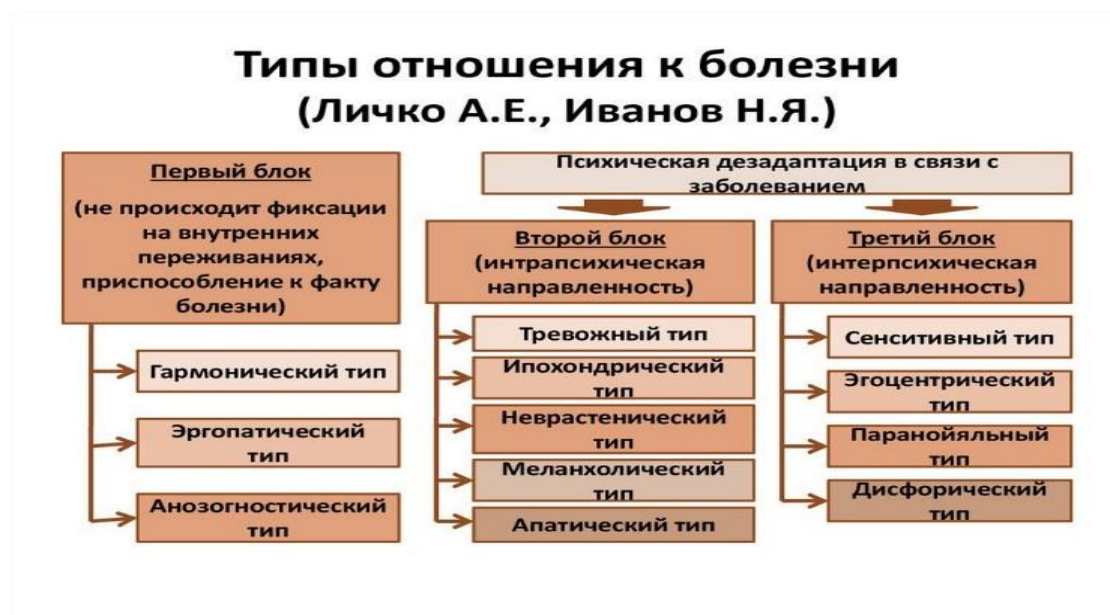 Типы отношения к болезни
(Личко А.Е., Иванов Н.Я.)
Первый блок
(не происходит фиксации
на внутренних
переживаниях,
приспособление к факту
болезни)
Гармонический тип
Эргопатический
тип
Анозогностический
тип
Психическая дезадаптация в связи с
заболеванием
Второй блок
(интрапсихическая
направленность)
Тревожный тип
Ипохондрический
тип
Неврастенический
тип
Меланхолический
тип
Апатический тип
Третий блок
(интерпсихическая
направленность)
Сенситивный тип
Эгоцентрический
тип
Паранойяльный
тип
Дисфорический
тип